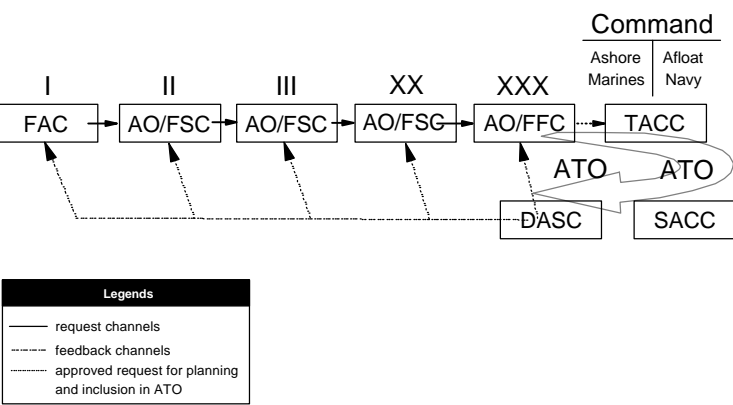 Command
Ashore Marines
Afloat Navy
I
II
III
XX
XXX
FAC
AO/FSC
AO/FSC
AO/FSC
AO/FFC
TACC
ATO
ATO
DASC
SACC
Legends
request channels
feedback channels
approved request for planning
and inclusion in ATO